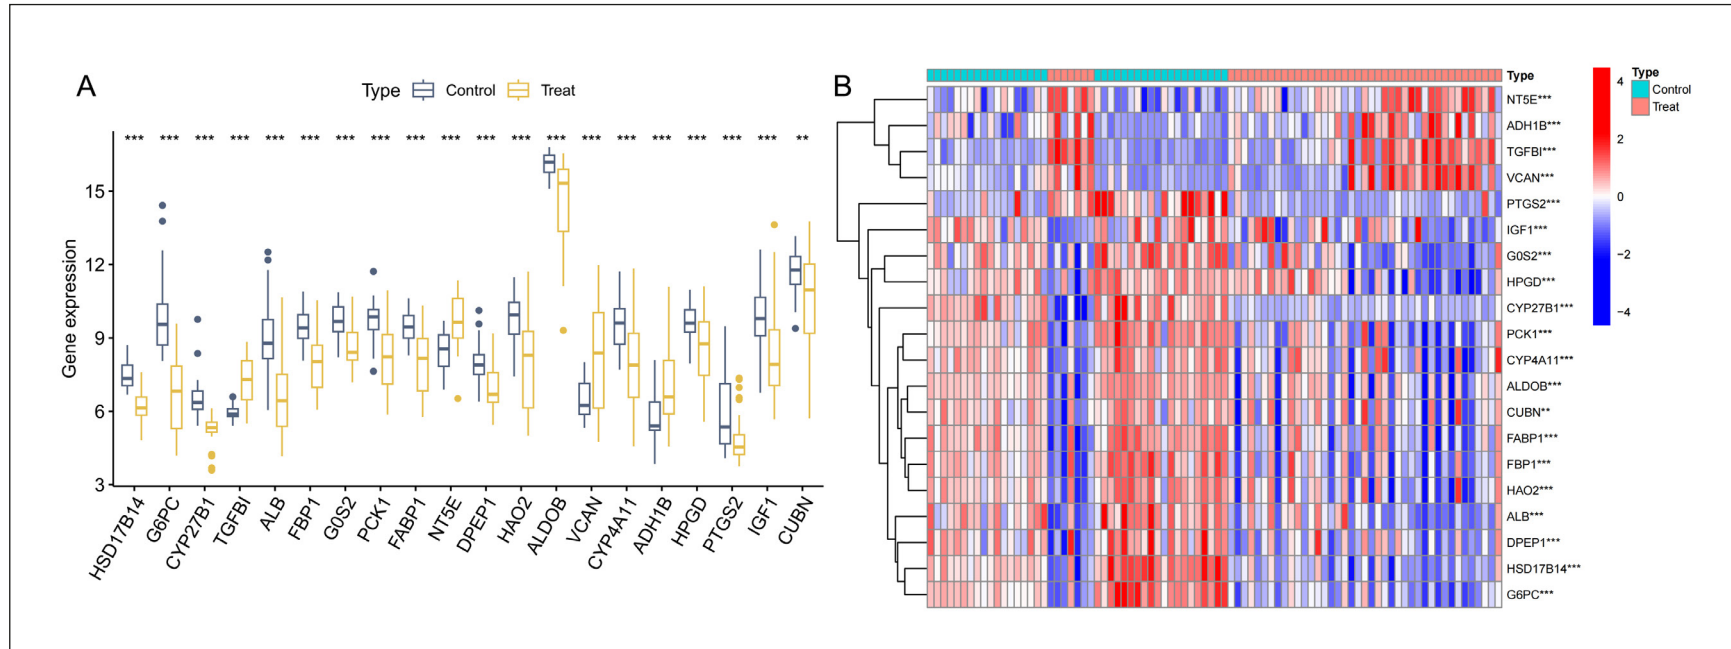 A
Type Control Treat
*** *** *** *** *** *** *** *** *** *** *** *** *** *** *** *** *** *** *** **
Gene expression
15
12
9
6
3
HSD17B14
G6PC
CYP27B1
TGFBI
ALB
FBP1
G0S2
PCK1
FABP1
NT5E
DPEP1
HAO2
ALDOB
VCAN
CYP4A11
ADH1B
HPGD
PTGS2
IGF1
CUBN
B
Type
NT5E***
ADH1B***
TGFBI***
VCAN***
PTGS2***
IGF1***
G0S2***
HPGD***
CYP27B1***
PCK1***
CYP4A11***
ALDOB***
CUBN**
FABP1***
FBP1***
HAO2***
ALB***
DPEP1***
HSD17B14***
G6PC***
4
2
0
−2
−4
Type
Control
Treat